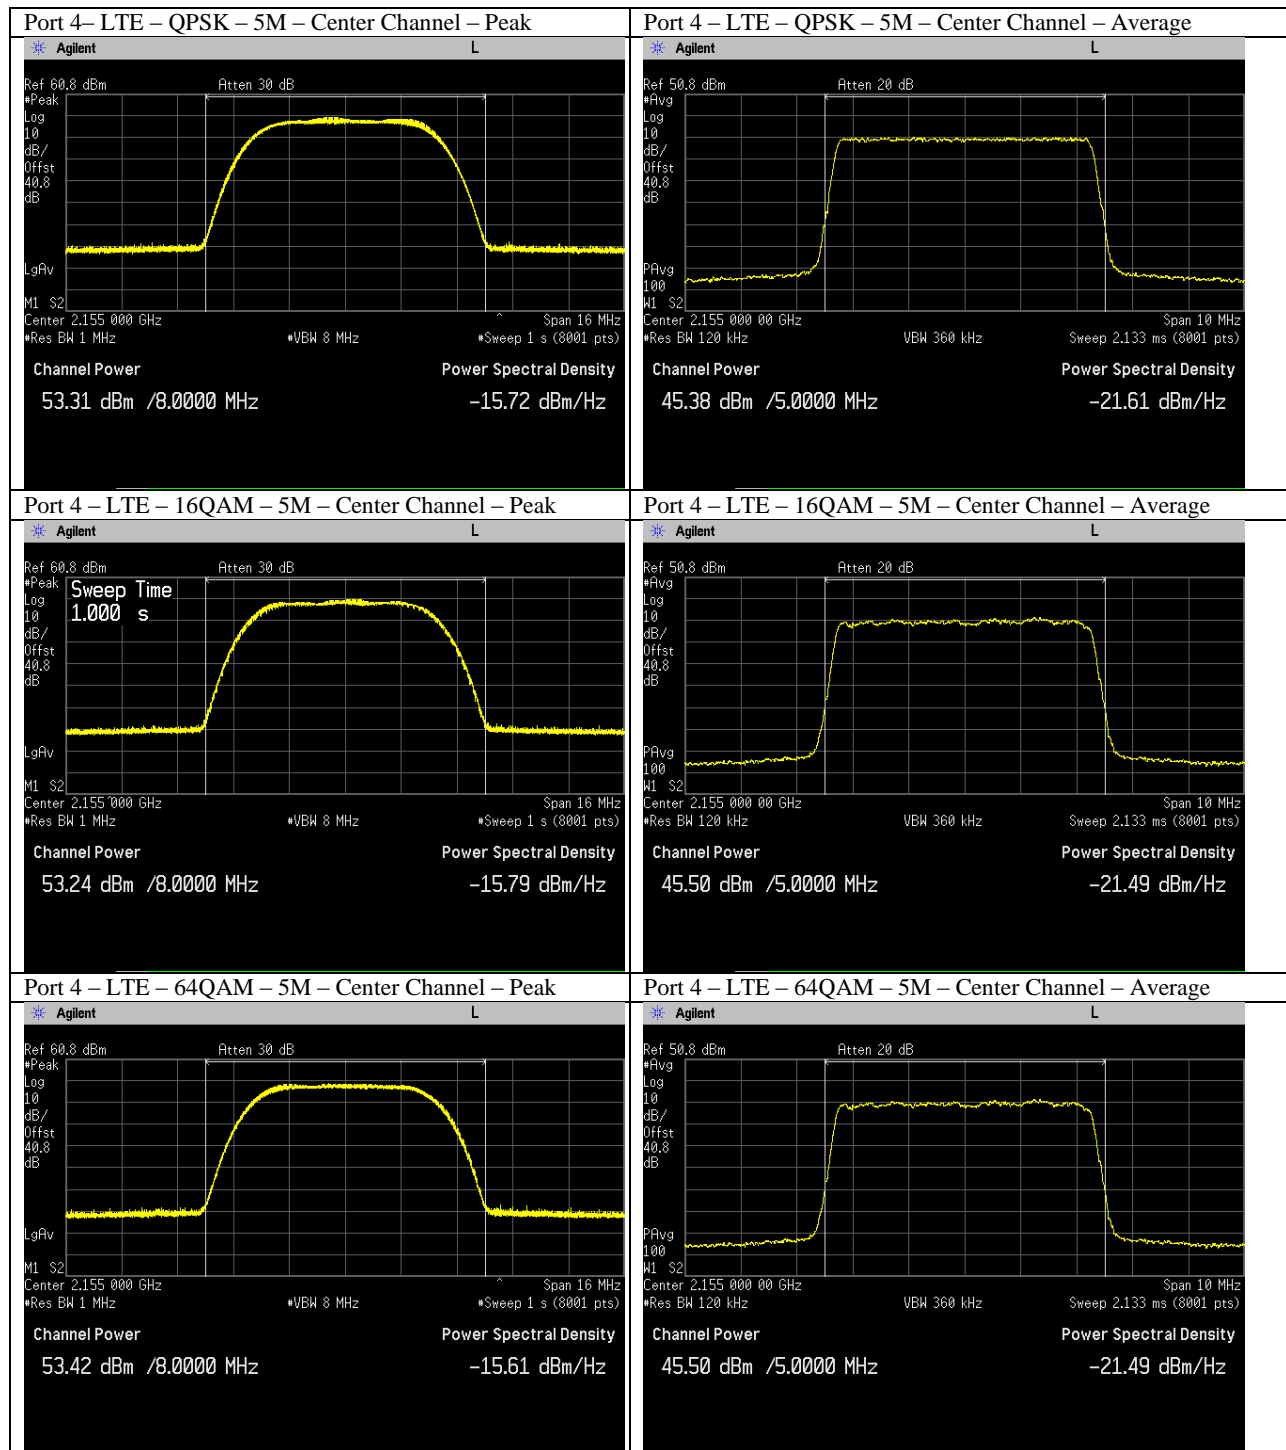 Port 4– LTE – QPSK – 5M – Center Channel – Peak
Agilent
L
Ref 60.8 dBm Atten 30 dB
#Peak
Log
10
dB/
Offst
40.8
dB
LgAv
M1 S2
Center 2.155 000 GHz Span 16 MHz
#Res BW 1 MHz #VBW 8 MHz #Sweep 1 s (8001 pts)
Channel Power Power Spectral Density
53.31 dBm /8.0000 MHz -15.72 dBm/Hz
Port 4 – LTE – QPSK – 5M – Center Channel – Average
Agilent
L
Ref 50.8 dBm Atten 20 dB
#Avg
Log
10
dB/
Offst
40.8
dB
PAvg
100
W1 S2
Center 2.155 000 00 GHz Span 10 MHz
#Res BW 120 kHz VBW 360 kHz Sweep 2.133 ms (8001 pts)
Channel Power Power Spectral Density
45.38 dBm /5.0000 MHz -21.61 dBm/Hz
Port 4 – LTE – 16QAM – 5M – Center Channel – Peak
Agilent
L
Ref 60.8 dBm Atten 30 dB
#Peak
Log
10
dB/
Offst
40.8
dB
Sweep Time
1.000 s
LgAv
M1 S2
Center 2.155 000 GHz Span 16 MHz
#Res BW 1 MHz #VBW 8 MHz #Sweep 1 s (8001 pts)
Channel Power Power Spectral Density
53.24 dBm /8.0000 MHz -15.79 dBm/Hz
Port 4 – LTE – 16QAM – 5M – Center Channel – Average
Agilent
L
Ref 50.8 dBm Atten 20 dB
#Avg
Log
10
dB/
Offst
40.8
dB
PAvg
100
W1 S2
Center 2.155 000 00 GHz Span 10 MHz
#Res BW 120 kHz VBW 360 kHz Sweep 2.133 ms (8001 pts)
Channel Power Power Spectral Density
45.50 dBm /5.0000 MHz -21.49 dBm/Hz
Port 4 – LTE – 64QAM – 5M – Center Channel – Peak
Agilent
L
Ref 60.8 dBm Atten 30 dB
#Peak
Log
10
dB/
Offst
40.8
dB
LgAv
M1 S2
Center 2.155 000 GHz Span 16 MHz
#Res BW 1 MHz #VBW 8 MHz #Sweep 1 s (8001 pts)
Channel Power Power Spectral Density
53.42 dBm /8.0000 MHz -15.61 dBm/Hz
Port 4 – LTE – 64QAM – 5M – Center Channel – Average
Agilent
L
Ref 50.8 dBm Atten 20 dB
#Avg
Log
10
dB/
Offst
40.8
dB
PAvg
100
W1 S2
Center 2.155 000 00 GHz Span 10 MHz
#Res BW 120 kHz VBW 360 kHz Sweep 2.133 ms (8001 pts)
Channel Power Power Spectral Density
45.50 dBm /5.0000 MHz -21.49 dBm/Hz